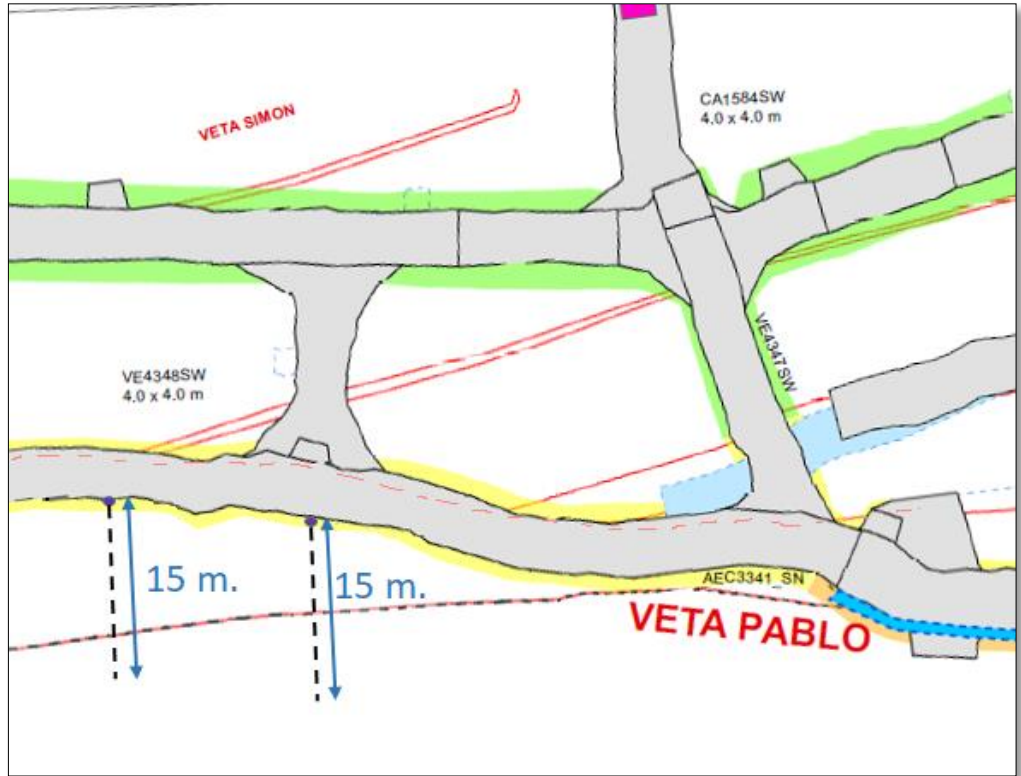 VETA SIMON
CA1584SW
4.0 x 4.0 m
VE4347SW
VE4348SW
4.0 x 4.0 m
15 m.
15 m.
AEC3341_SN
VETA PABLO